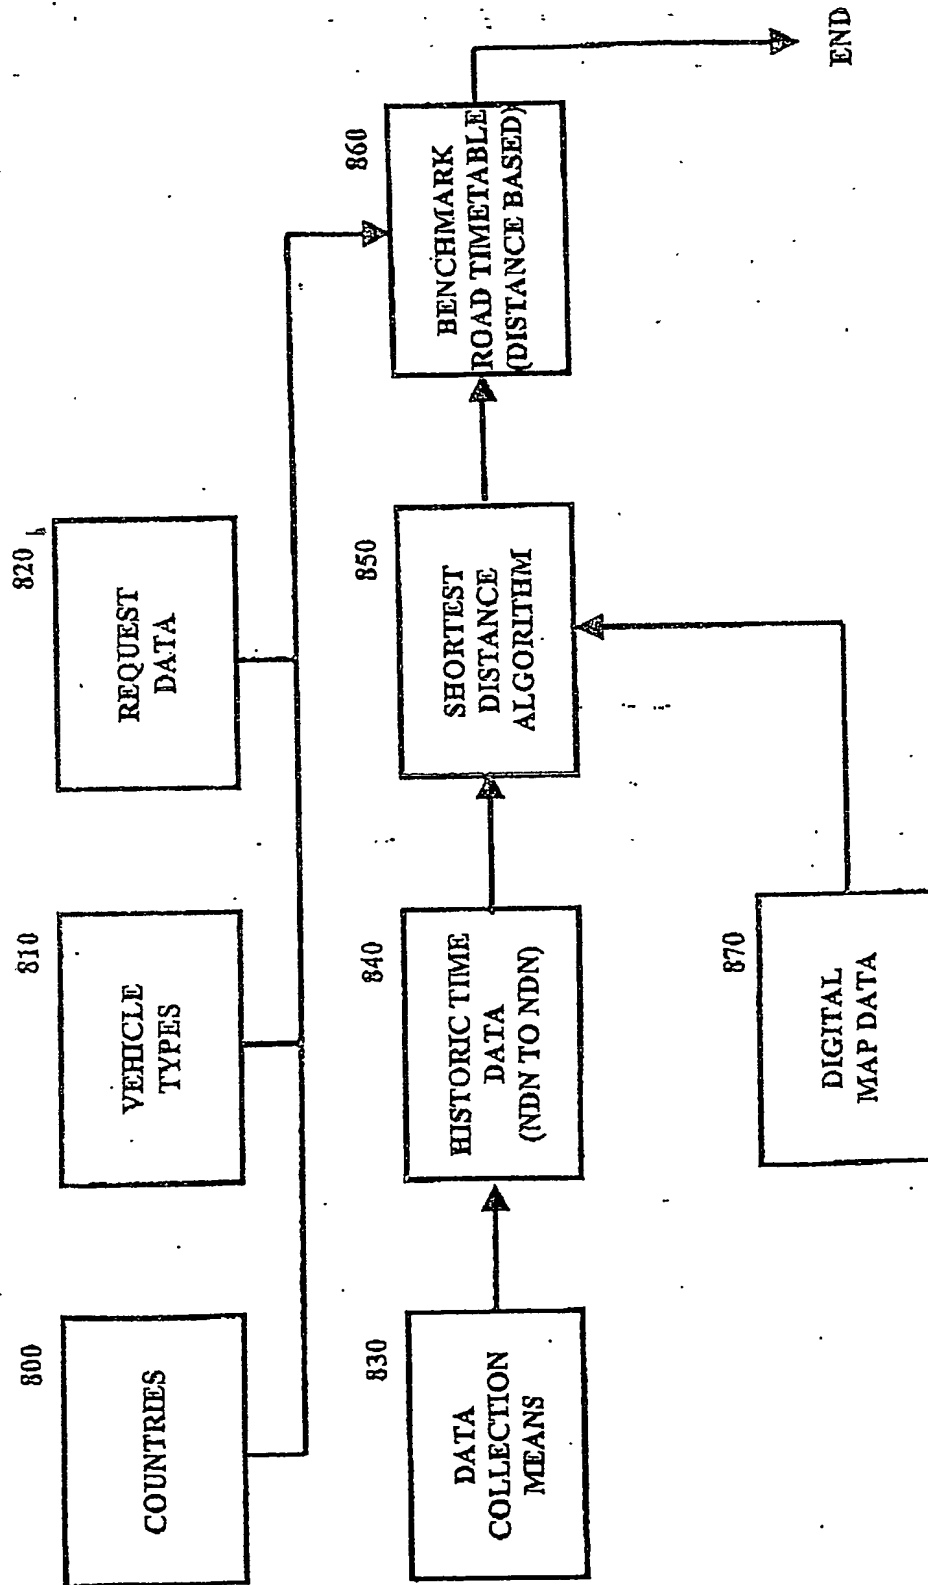 800
COUNTRIES
810
VEHICLE
TYPES
820
REQUEST
DATA
830
DATA
COLLECTION
MEANS
840
HISTORIC TIME
DATA
(NDN TO NDN)
850
SHORTEST
DISTANCE
ALGORITHM
860
BENCHMARK
ROAD TIMETABLE
(DISTANCE BASED)
END
870
DIGITAL
MAP DATA